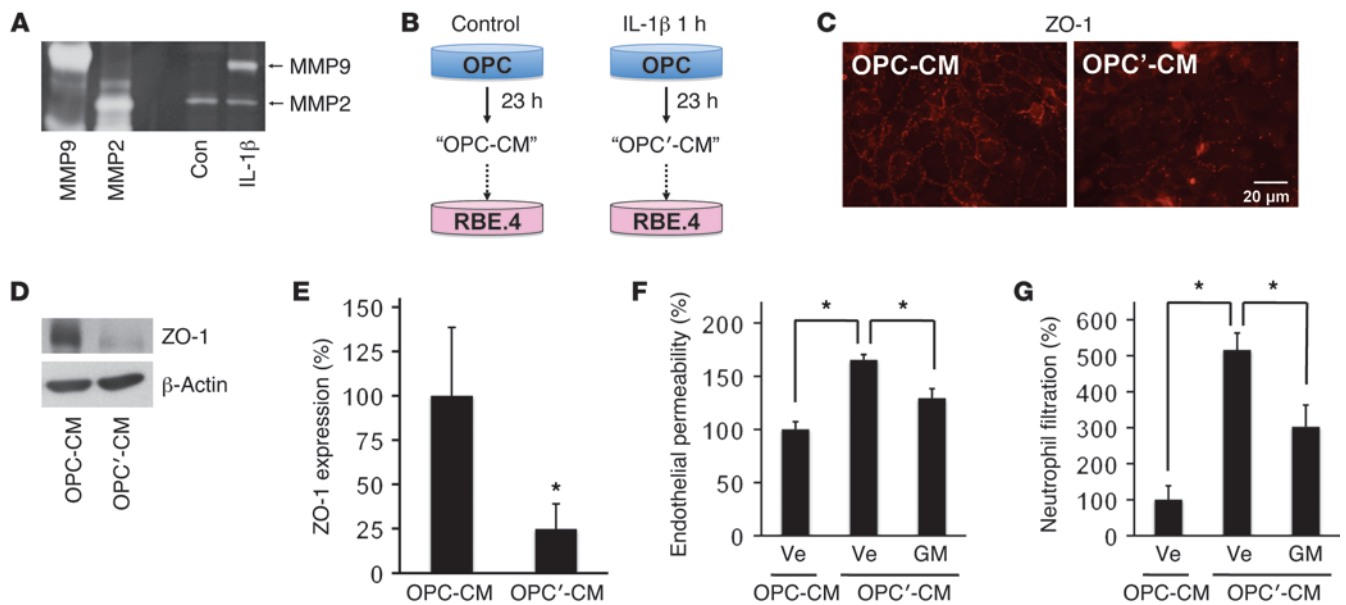 A
MMP9
MMP2
MMP9
MMP2
Con
IL-1β
B
Control
IL-1β 1 h
OPC
OPC
23 h
23 h
“OPC-CM”
“OPC′-CM”
RBE.4
RBE.4
C
ZO-1
OPC-CM
OPC’-CM
20 μm
D
ZO-1
β-Actin
OPC-CM
OPC′-CM
E
ZO-1 expression (%)
150
125
100
75
50
25
0
*
OPC-CM
OPC′-CM
F
Endothelial permeability (%)
200
150
100
50
0
*
*
Ve
Ve
GM
OPC-CM
OPC′-CM
G
Neutrophil filtration (%)
600
500
400
300
200
100
0
*
*
Ve
Ve
GM
OPC-CM
OPC′-CM